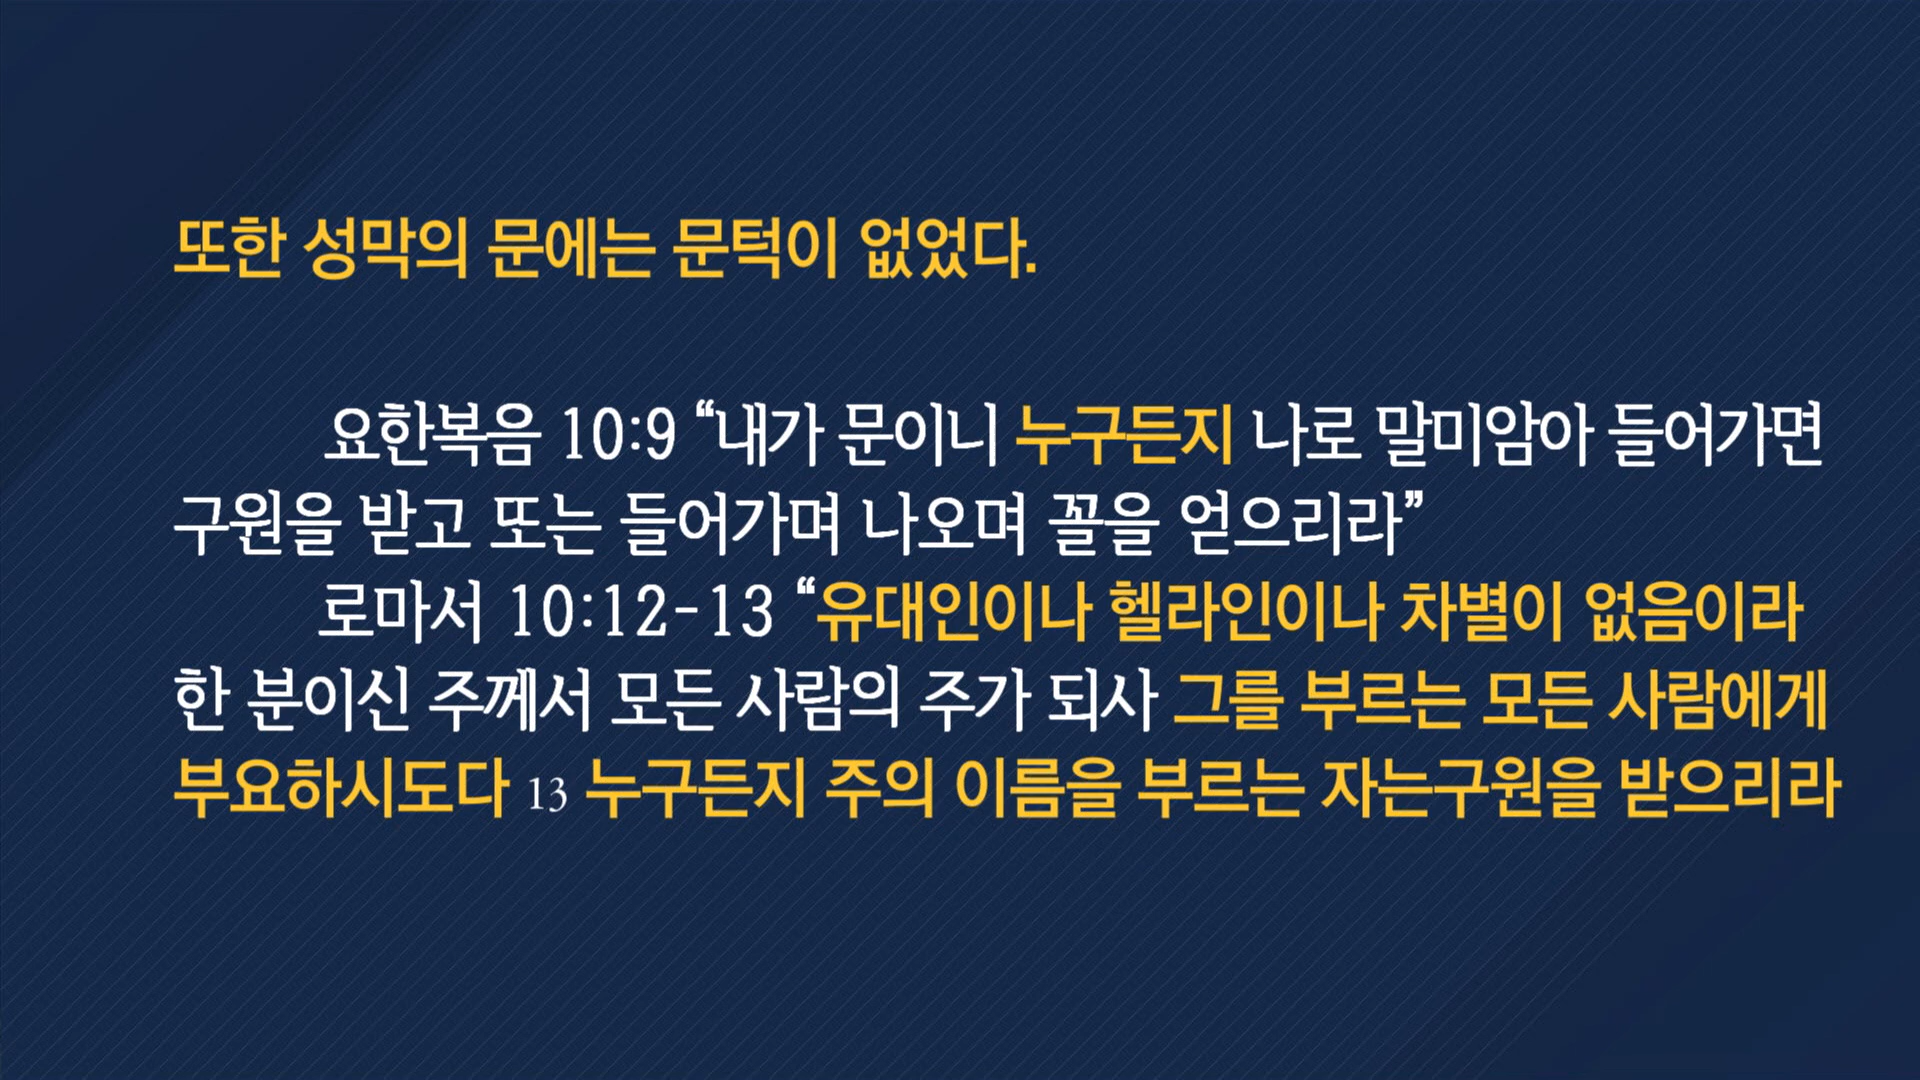 또한 성막의 문에는 문턱이 없었다.
요한복음 10:9 “내가 문이니 누구든지 나로 말미암아 들어가면
구원을 받고 또는 들어가며 나오며 꼴을 얻으리라”
로마서 10:12-13 “유대인이나 헬라인이나 차별이 없음이라
한 분이신 주께서 모든 사람의 주가 되사 그를 부르는 모든 사람에게
부요하시도다 13 누구든지 주의 이름을 부르는 자는구원을 받으리라